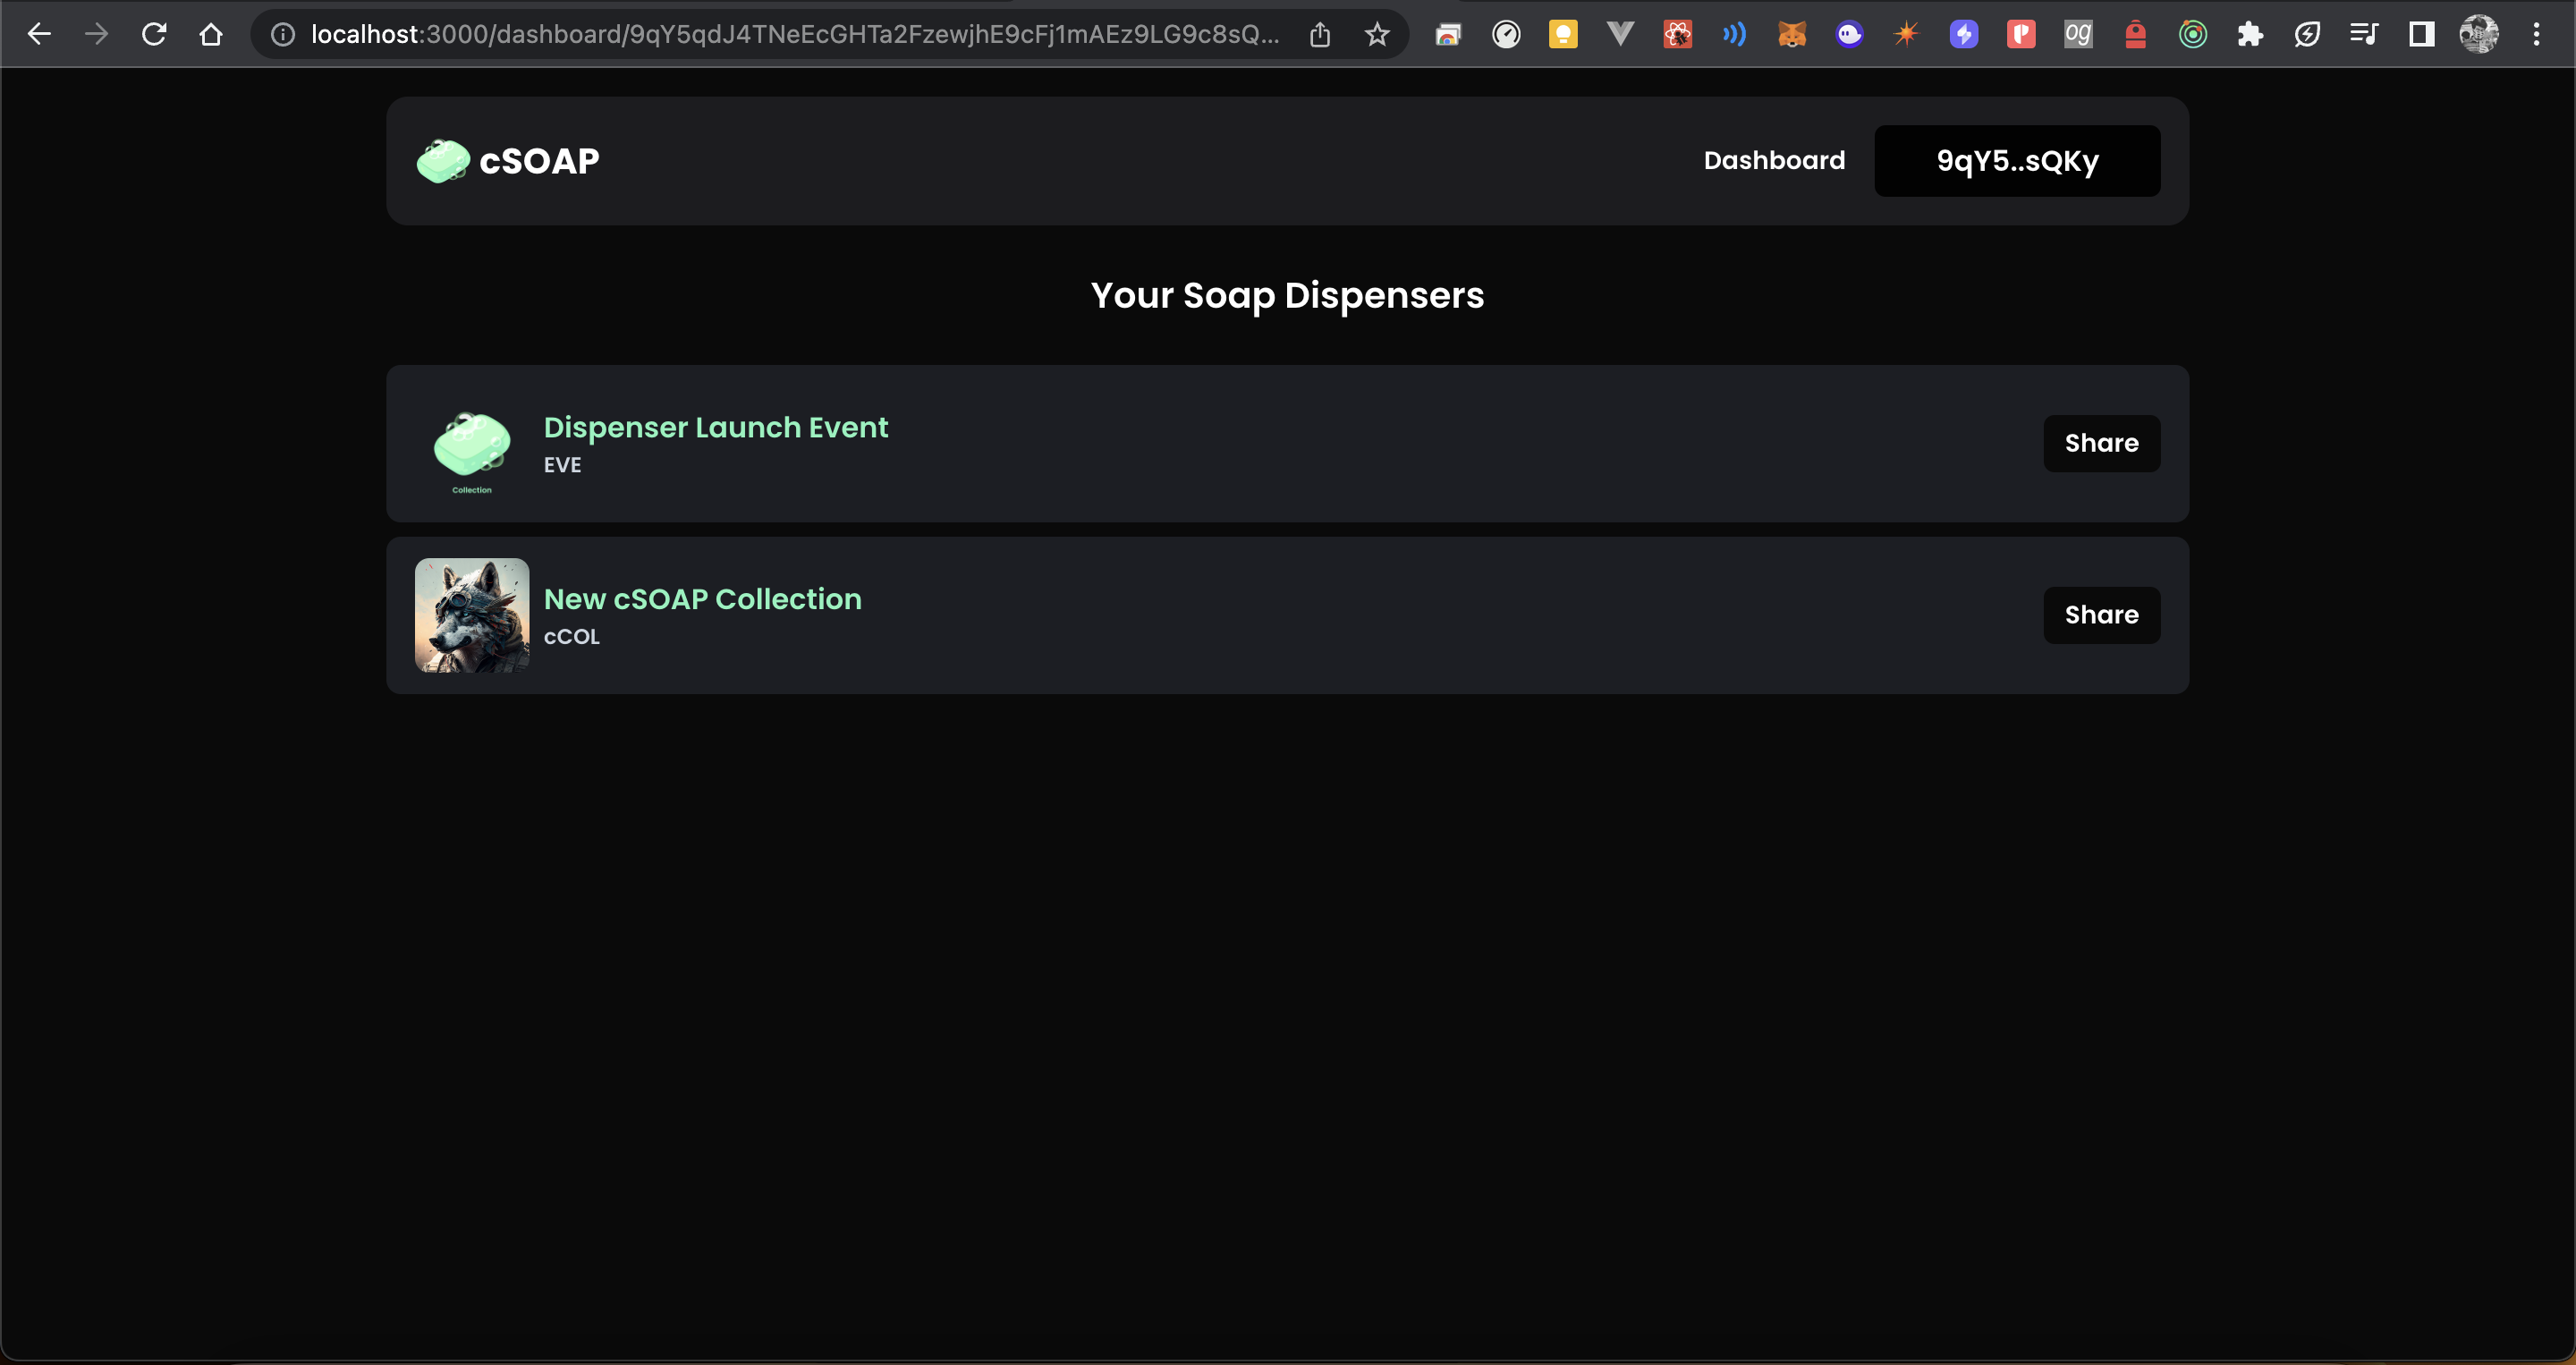 localhost:3000/dashboard/9qY5qdJ4TNeEcGHTa2FzewjhE9cFj1mAEz9LG9c8sQ...
og
cSOAP
Dashboard
9qY5..sQKy
Your Soap Dispensers
Dispenser Launch Event
EVE
Collection
Share
New cSOAP Collection
cCOL
Share